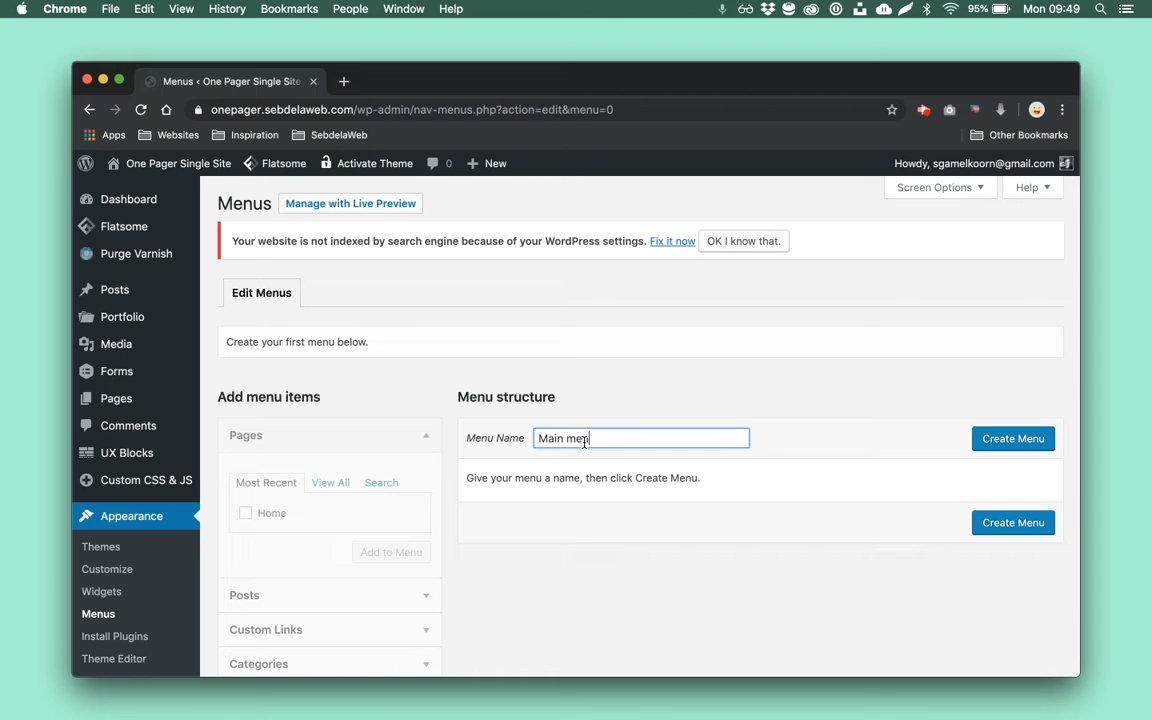 Chrome File Edit View History Bookmarks People Window Help 95% Mon 09:49
Menus ‹ One Pager Single Site
onepager.sebdelaweb.com/wp-admin/nav-menus.php?action=edit&menu=0
Apps Websites Inspiration SebdelaWeb Other Bookmarks
One Pager Single Site Flatsome Activate Theme 0 New Howdy, sgamelkoorn@gmail.com
Screen Options Help
Dashboard
Flatsome
Purge Varnish
Posts
Portfolio
Media
Forms
Pages
Comments
UX Blocks
Custom CSS & JS
Appearance
Themes
Customize
Widgets
Menus
Install Plugins
Theme Editor
Menus Manage with Live Preview
Your website is not indexed by search engine because of your WordPress settings. Fix it now OK I know that.
Edit Menus
Create your first menu below.
Add menu items
Pages
Most Recent View All Search
Home
Add to Menu
Posts
Custom Links
Categories
Menu structure
Menu Name Main men Create Menu
Give your menu a name, then click Create Menu.
Create Menu